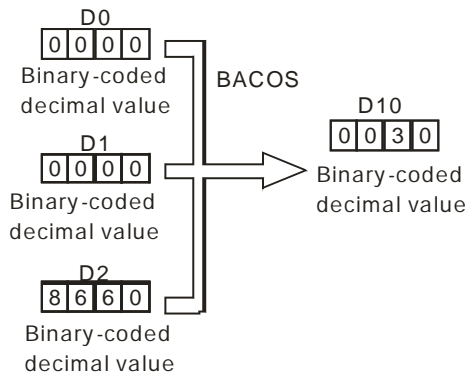 D0
0 0 0 0
Binary-coded
decimal value
BACOS
D1
0 0 0 0
Binary-coded
decimal value
D2
8 6 6 0
Binary-coded
decimal value
D10
0 0 3 0
Binary-coded
decimal value